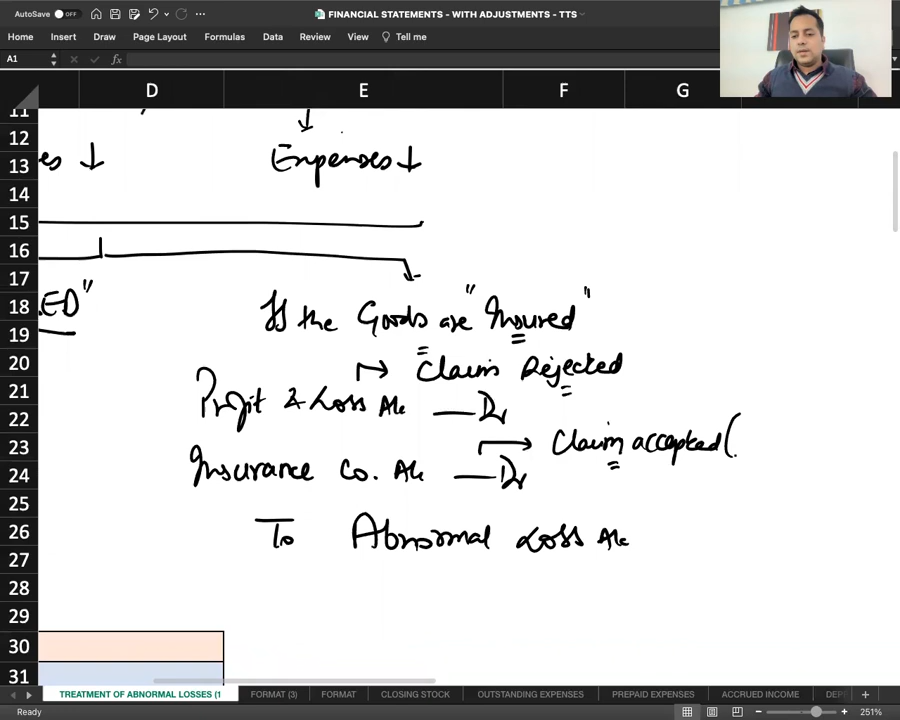 AutoSave OFF FINANCIAL STATEMENTS - WITH ADJUSTMENTS - TTS
Home Insert Draw Page Layout Formulas Data Review View Tell me
A1 fx
D E F G
11
12
13 es ↓ Expenses ↓
14
15
16
17
18 ED" If the Goods are "Insured"
19
20 Claim Rejected
21 Profit & Loss A/c — Dr
22
23 Claim accepted(
24 Insurance Co. A/c — Dr
25
26 To Abnormal Loss A/c
27
28
29
30
31
TREATMENT OF ABNORMAL LOSSES (1 FORMAT (3) FORMAT CLOSING STOCK OUTSTANDING EXPENSES PREPAID EXPENSES ACCRUED INCOME DEP +
Ready 251%